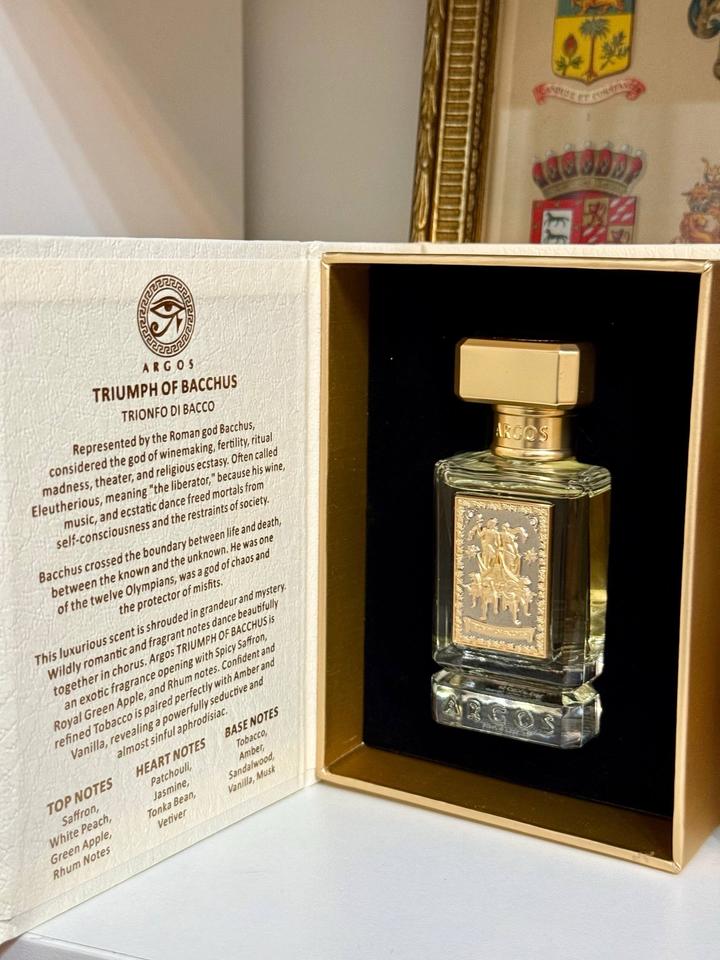 ARGOS
TRIUMPH OF BACCHUS
TRIONFO DI BACCO
Represented by the Roman god Bacchus,
considered the god of winemaking, fertility, ritual
madness, theater, and religious ecstasy. Often called
Eleutherious, meaning "the liberator," because his wine,
music, and ecstatic dance freed mortals from
self-consciousness and the restraints of society.
Bacchus crossed the boundary between life and death,
between the known and the unknown. He was one
of the twelve Olympians, was a god of chaos and
the protector of misfits.
This luxurious scent is shrouded in grandeur and mystery.
Wildly romantic and fragrant notes dance beautifully
together in chorus. Argos TRIUMPH OF BACCHUS is
an exotic fragrance opening with Spicy Saffron,
Royal Green Apple, and Rhum notes. Confident and
refined Tobacco is paired perfectly with Amber and
Vanilla, revealing a powerfully seductive and
almost sinful aphrodisiac.
TOP NOTES
Saffron,
White Peach,
Green Apple,
Rhum Notes
HEART NOTES
Patchouli,
Jasmine,
Tonka Bean,
Vetiver
BASE NOTES
Tobacco,
Amber,
Sandalwood,
Vanilla, Musk
ARGOS
ARGOS